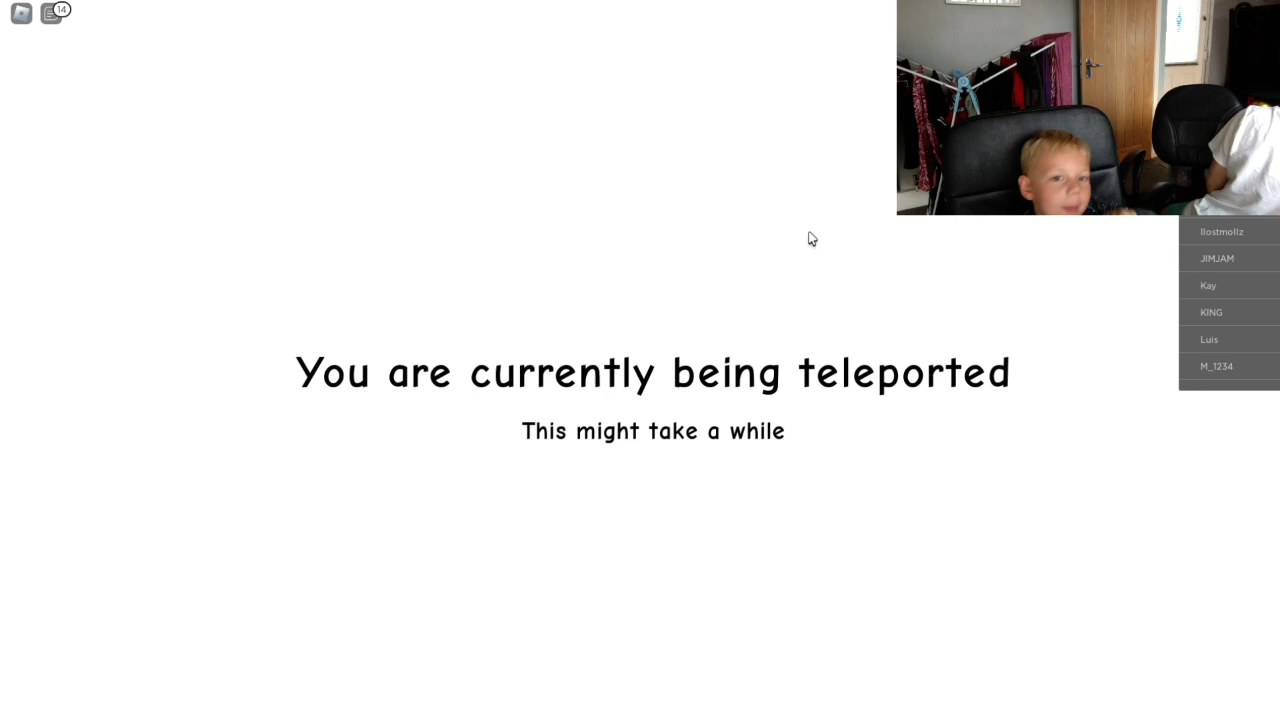 14
llostmollz
JIMJAM
Kay
KING
Luis
M_1234
You are currently being teleported
This might take a while